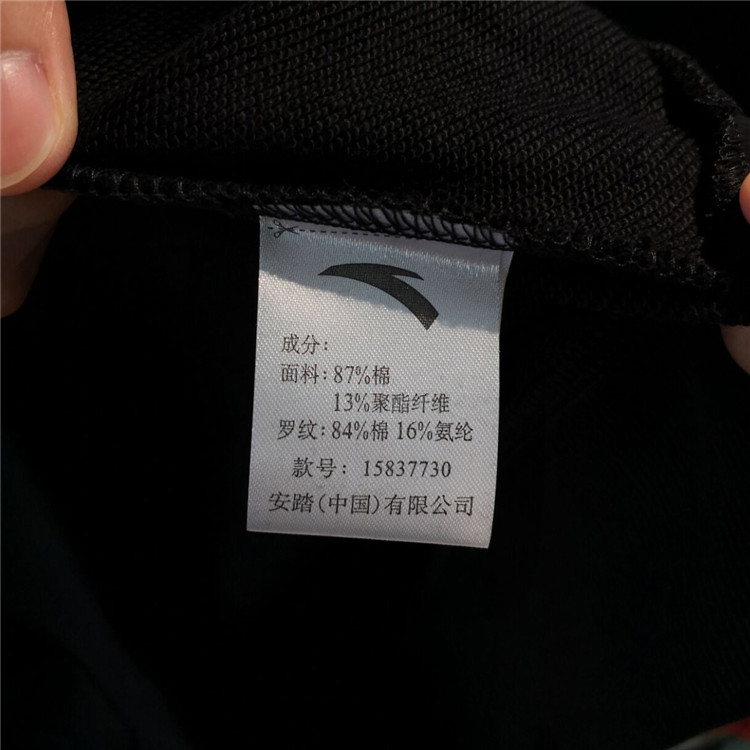 成分:
面料: 87%棉
13%聚酯纤维
罗纹: 84%棉 16%氨纶
款号: 15837730
安踏(中国)有限公司